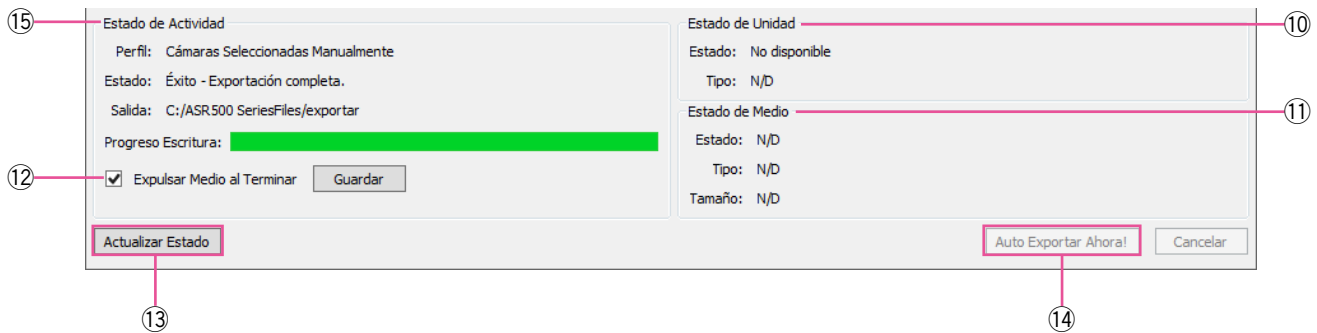 ⑮ Estado de Actividad
Perfil: Cámaras Seleccionadas Manualmente
Estado: Éxito - Exportación completa.
Salida: C:/ASR500 SeriesFiles/exportar
Progreso Escritura:
⑫ Expulsar Medio al Terminar Guardar
Estado de Unidad ⑩
Estado: No disponible
Tipo: N/D
Estado de Medio ⑪
Estado: N/D
Tipo: N/D
Tamaño: N/D
Actualizar Estado Auto Exportar Ahora! Cancelar
⑬ ⑭